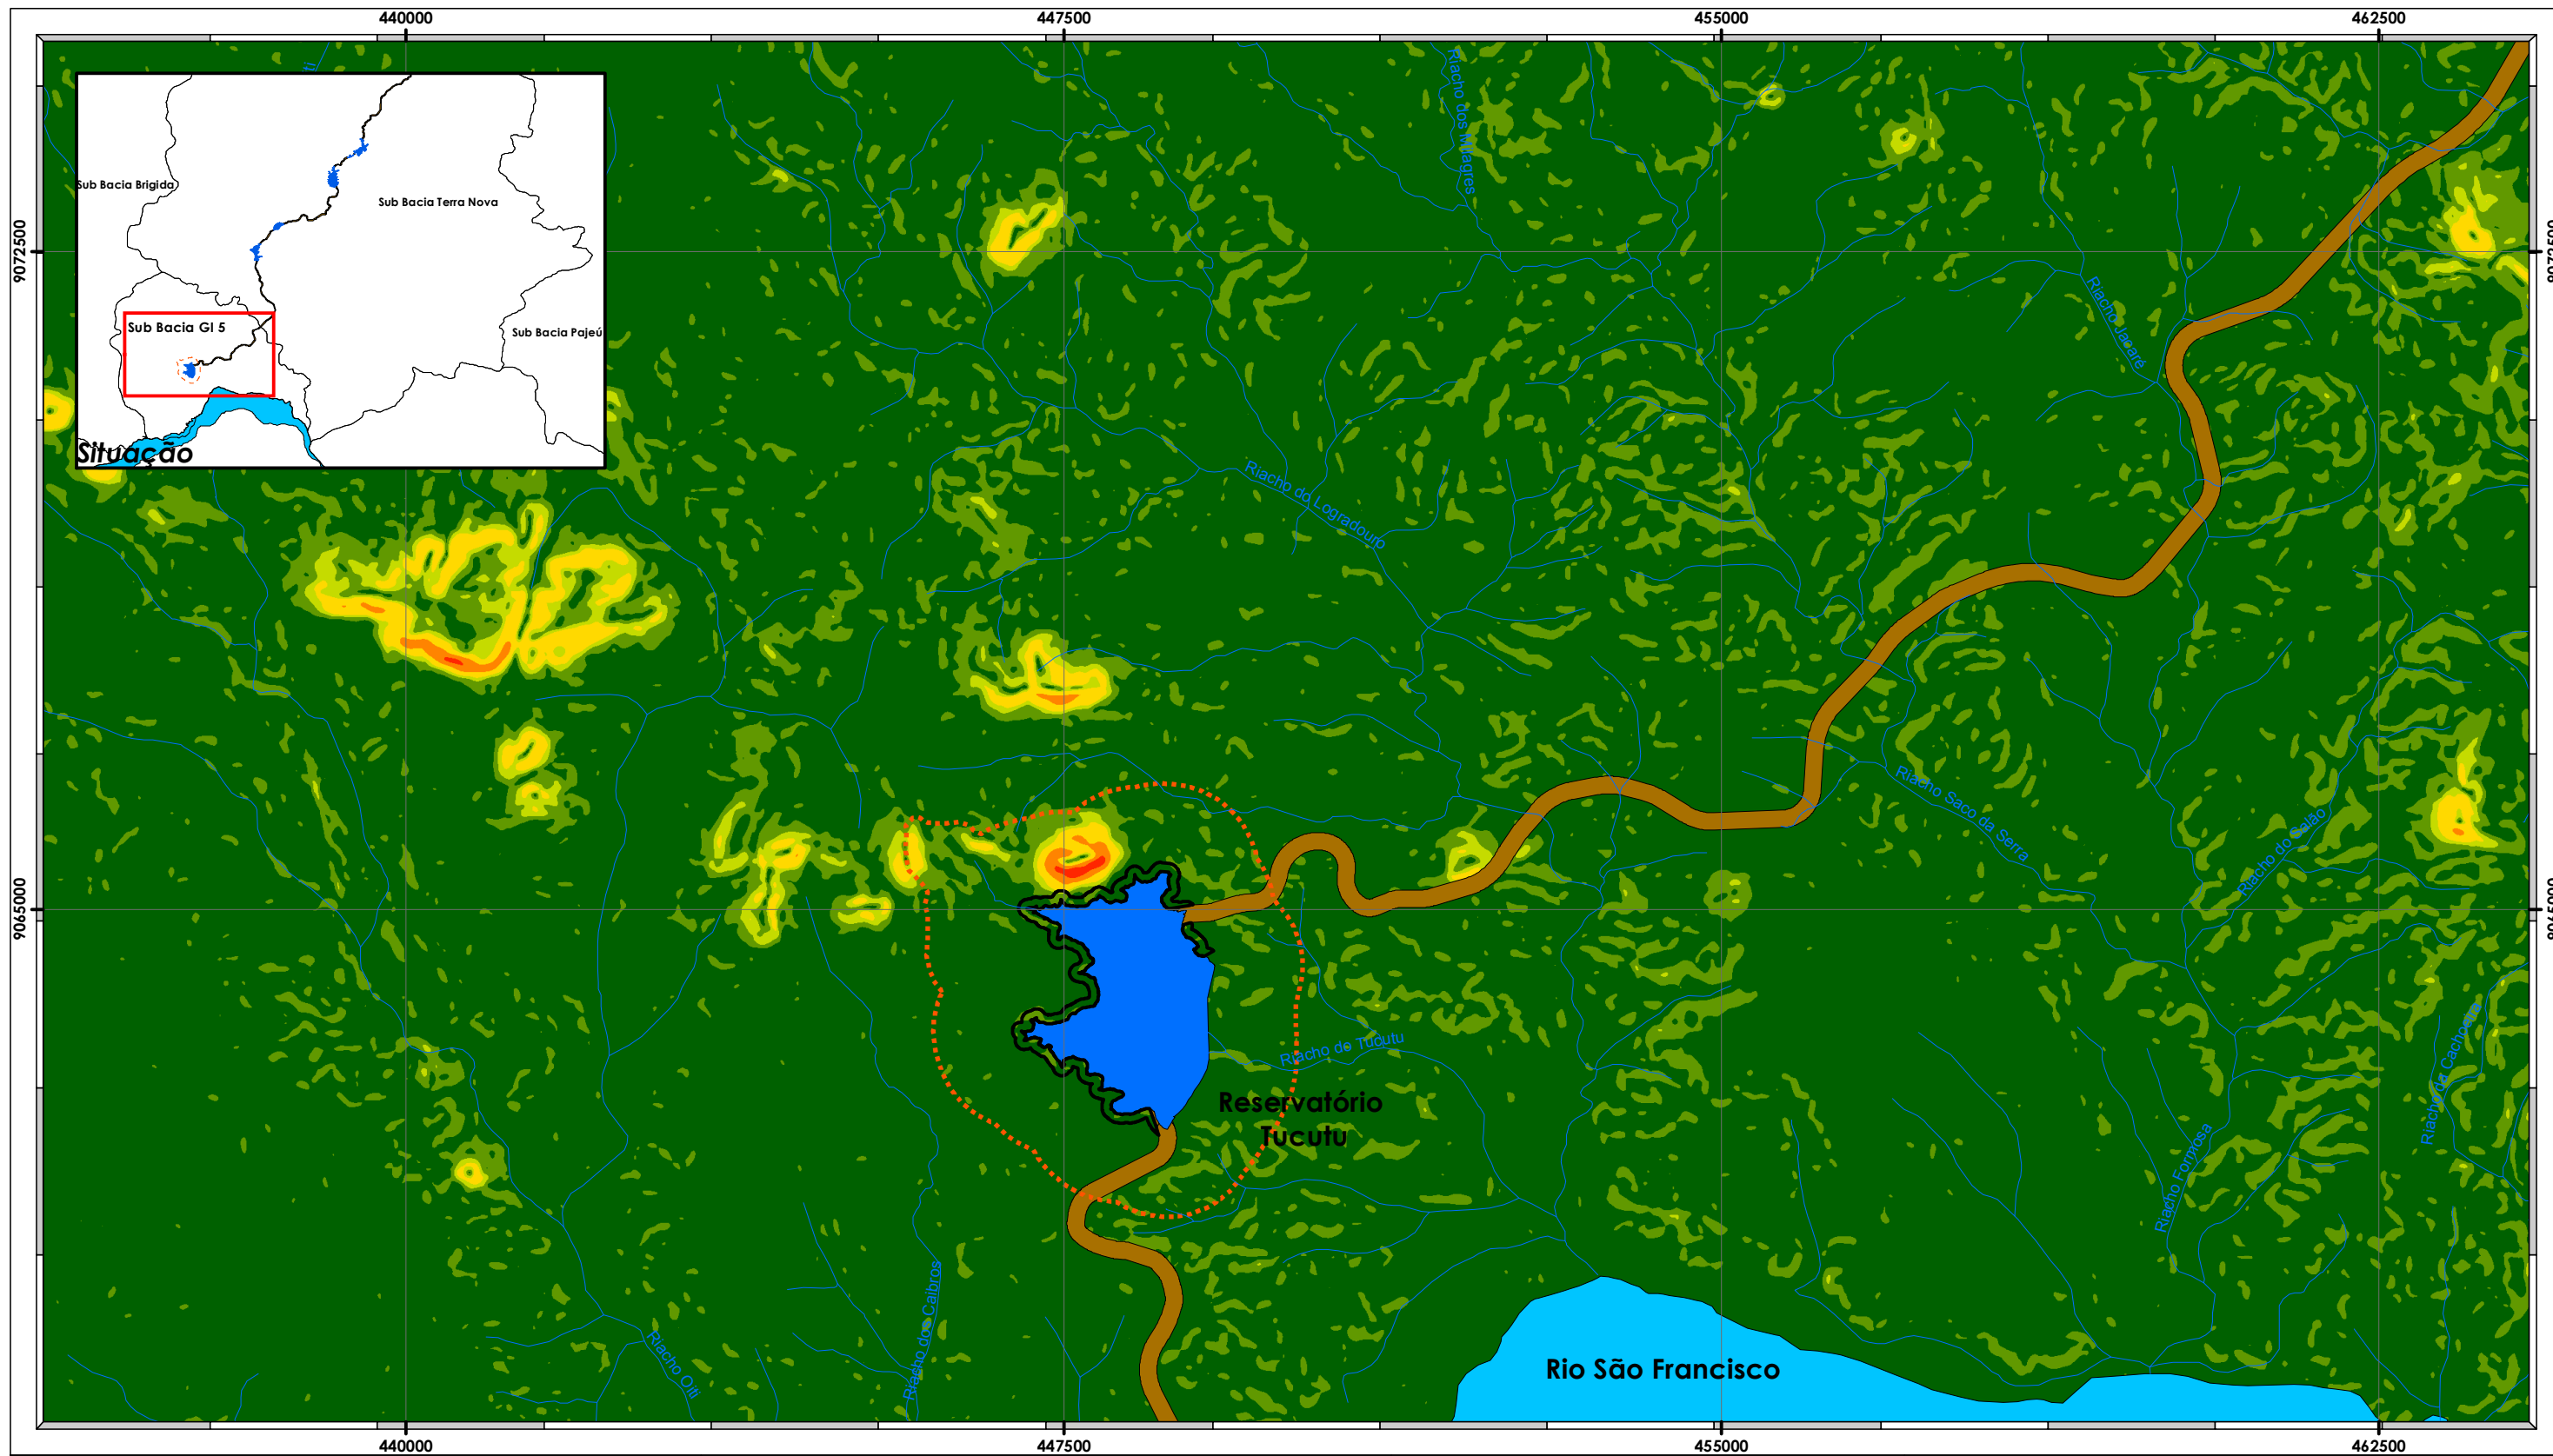 440000
447500
455000
462500
9072500
9072500
Sub Bacia Brigida
Sub Bacia Terra Nova
Sub Bacia GI 5
Sub Bacia Pajeú
Situação
Riacho dos Milagres
Riacho Jacaré
Riacho do Logradouro
Riacho Saco da Serra
Riacho do Salão
9065000
9065000
Riacho do Tucutu
Reservatório
Tucutu
Riacho da Cachoeira
Riacho Formosa
Riacho dos Caibros
Riacho Oiti
Rio São Francisco
440000
447500
455000
462500